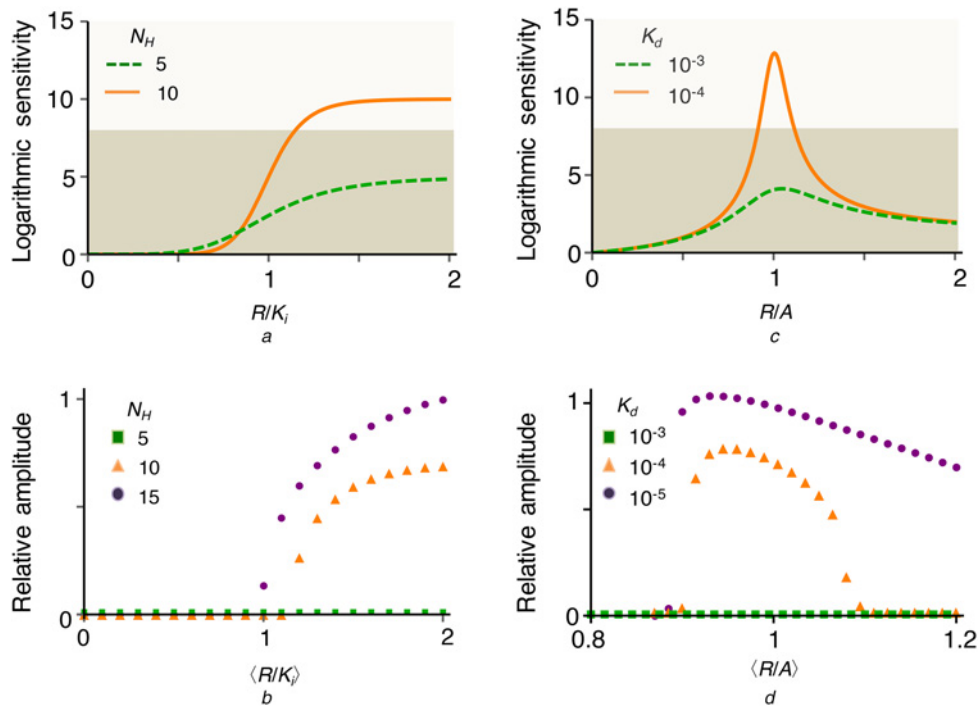 15
10
5
0
Logarithmic sensitivity
N_H
5
10
0
1
2
R/K_i
a
15
10
5
0
Logarithmic sensitivity
K_d
10^-3
10^-4
0
1
2
R/A
c
1
0
Relative amplitude
N_H
5
10
15
0
1
2
⟨R/K_i⟩
b
1
0
Relative amplitude
K_d
10^-3
10^-4
10^-5
0.8
1
1.2
⟨R/A⟩
d